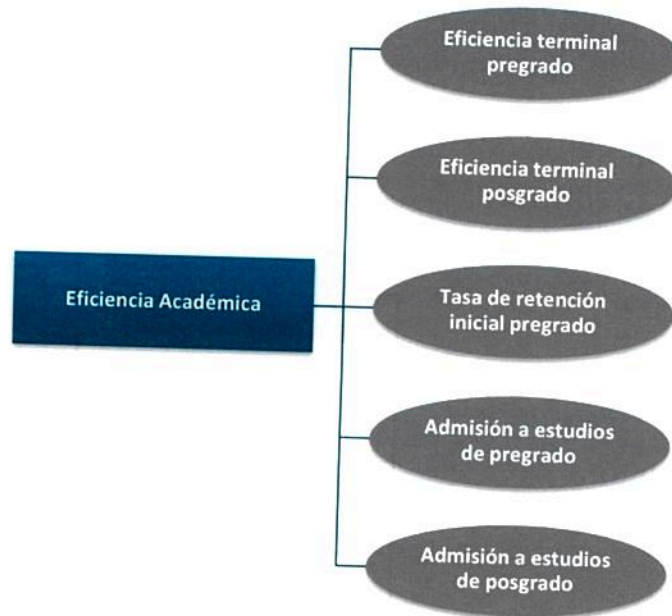 Eficiencia terminal
pregrado
Eficiencia terminal
posgrado
Eficiencia Académica
Tasa de retención
inicial pregrado
Admisión a estudios
de pregrado
Admisión a estudios
de posgrado